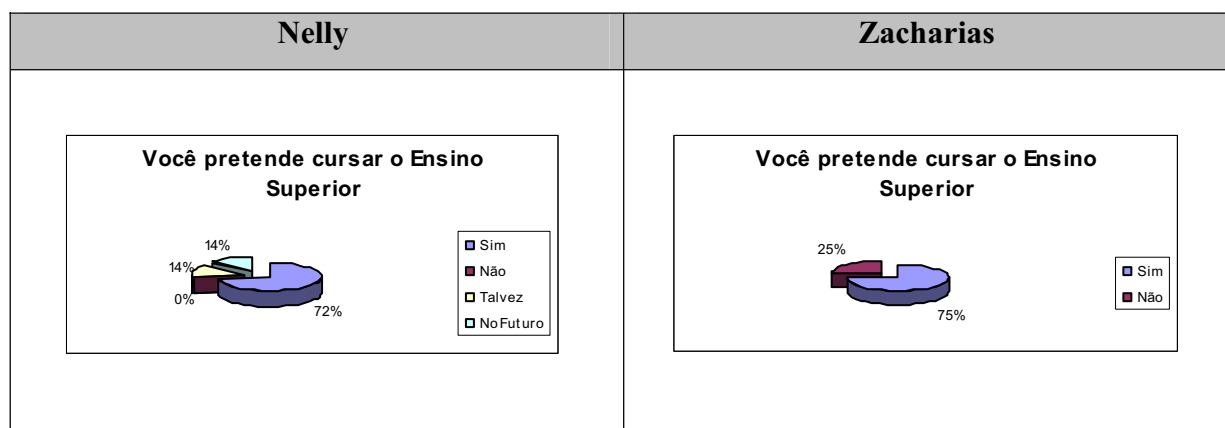 Nelly
Zacharias
Você pretende cursar o Ensino
Superior
14%
14%
0%
72%
Sim
Não
Talvez
NoFuturo
Você pretende cursar o Ensino
Superior
25%
75%
Sim
Não